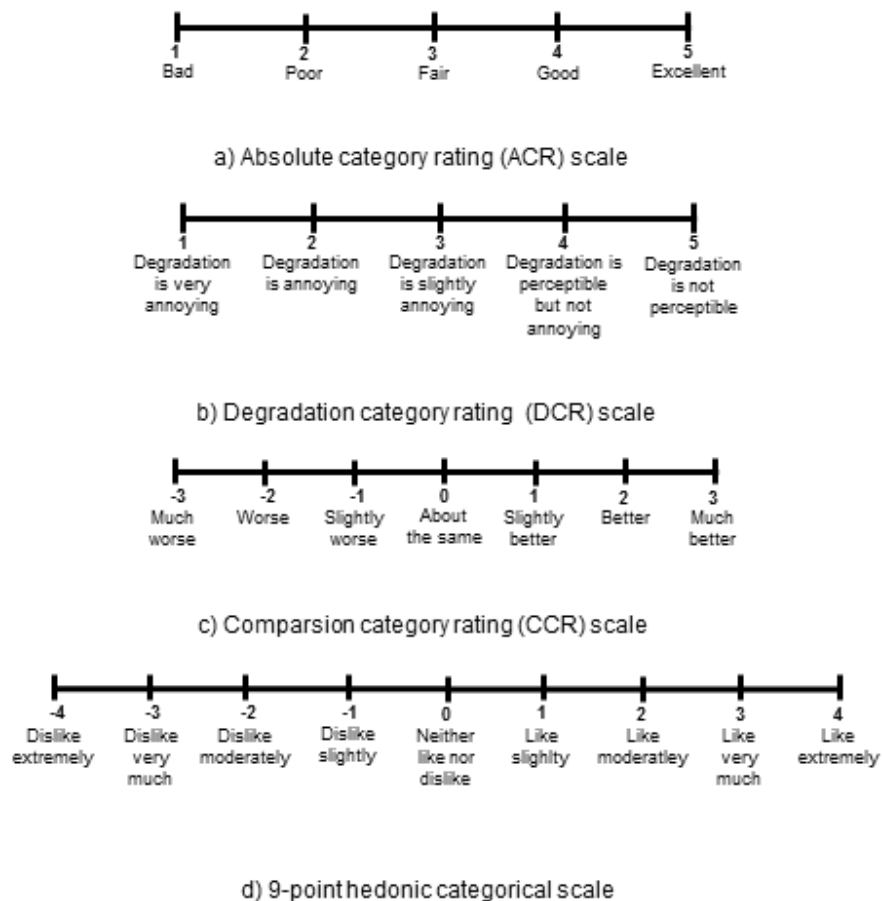 1 2 3 4 5
Bad Poor Fair Good Excellent
a) Absolute category rating (ACR) scale
1 2 3 4 5
Degradation is very annoying
Degradation is annoying
Degradation is slightly annoying
Degradation is perceptible but not annoying
Degradation is not perceptible
b) Degradation category rating (DCR) scale
-3 -2 -1 0 1 2 3
Much worse
Worse
Slightly worse
About the same
Slightly better
Better
Much better
c) Comparsion category rating (CCR) scale
-4 -3 -2 -1 0 1 2 3 4
Dislike extremely
Dislike very much
Dislike moderately
Dislike slightly
Neither like nor dislike
Like slighlty
Like moderatley
Like very much
Like extremely
d) 9-point hedonic categorical scale